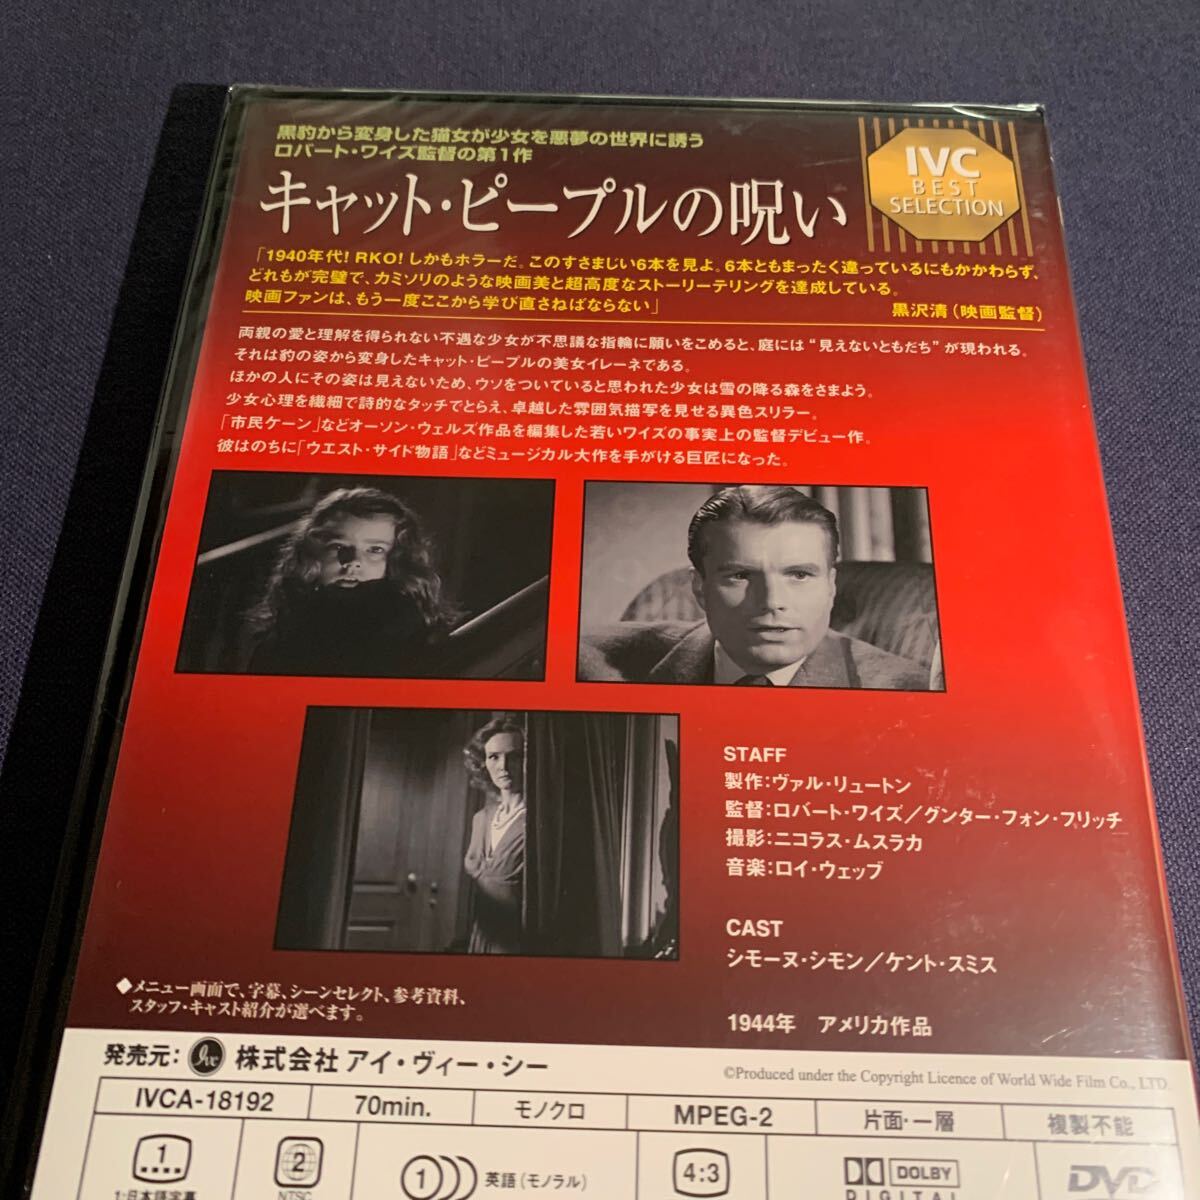 黒豹から変身した猫女が少女を悪夢の世界に誘う
ロバート・ワイズ監督の第1作
キャット・ピープルの呪い
IVC
BEST
SELECTION
「1940年代！RKO！しかもホラーだ。このすさまじい6本を見よ。6本ともまったく違っているにもかかわらず、
どれもが完璧で、カミソリのような映画美と超高度なストーリーテリングを達成している。
映画ファンは、もう一度ここから学び直さねばならない」
黒沢清（映画監督）
両親の愛と理解を得られない不遇な少女が不思議な指輪に願いをこめると、庭には“見えないともだち”が現われる。
それは豹の姿から変身したキャット・ピープルの美女イレーネである。
ほかの人にその姿は見えないため、ウソをついていると思われた少女は雪の降る森をさまよう。
少女心理を繊細で詩的なタッチでとらえ、卓越した雰囲気描写を見せる異色スリラー。
「市民ケーン」などオーソン・ウェルズ作品を編集した若いワイズの事実上の監督デビュー作。
彼はのちに「ウエスト・サイド物語」などミュージカル大作を手がける巨匠になった。
STAFF
製作：ヴァル・リュートン
監督：ロバート・ワイズ／グンター・フォン・フリッチ
撮影：ニコラス・ムスラカ
音楽：ロイ・ウェッブ
CAST
シモーヌ・シモン／ケント・スミス
1944年　アメリカ作品
◆メニュー画面で、字幕、シーンセレクト、参考資料、
スタッフ・キャスト紹介が選べます。
発売元： ivc 株式会社 アイ・ヴィー・シー
©Produced under the Copyright Licence of World Wide Film Co., LTD.
IVCA-18192 70min. モノクロ MPEG-2 片面・一層 複製不能
1 2 1 英語（モノラル） 4:3 DOLBY DVD
1:日本語字幕 NTSC DIGITAL